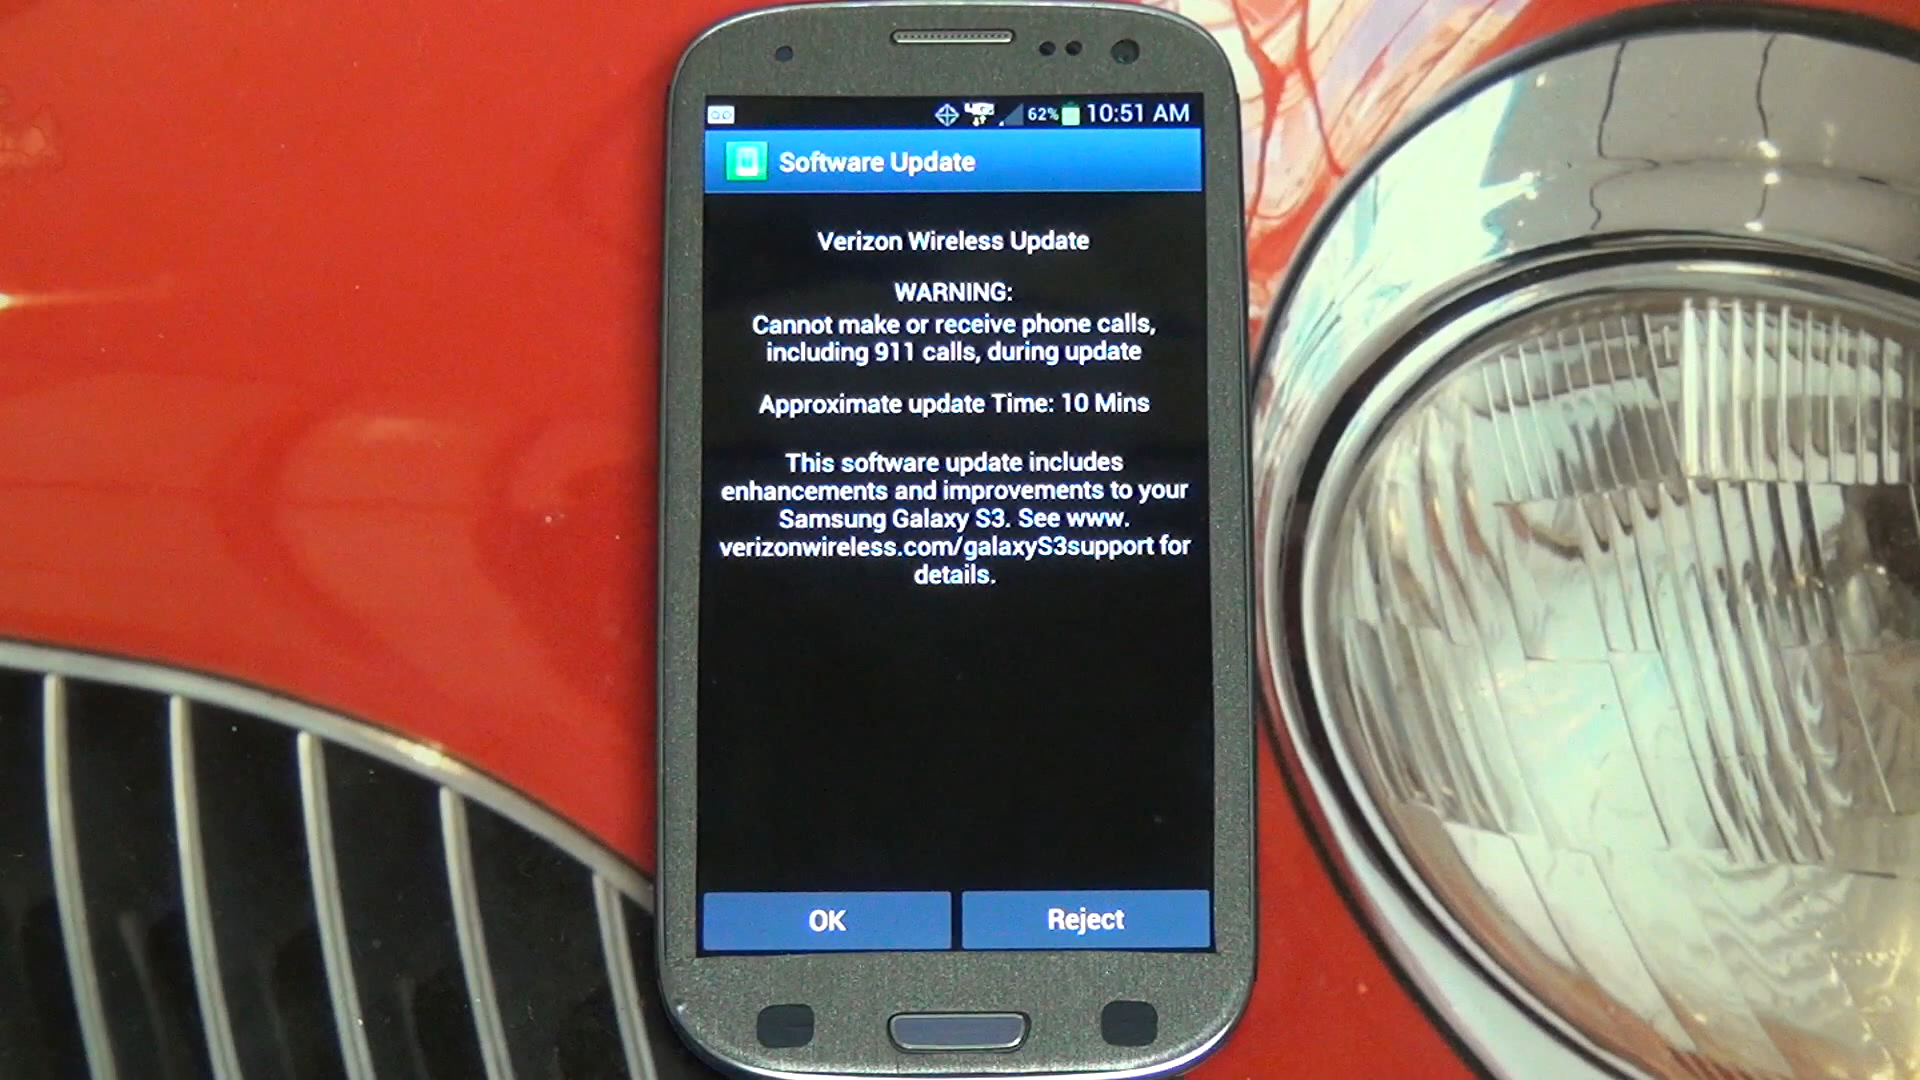 4G 62% 10:51 AM
Software Update
Verizon Wireless Update
WARNING:
Cannot make or receive phone calls,
including 911 calls, during update
Approximate update Time: 10 Mins
This software update includes
enhancements and improvements to your
Samsung Galaxy S3. See www.
verizonwireless.com/galaxyS3support for
details.
OK Reject